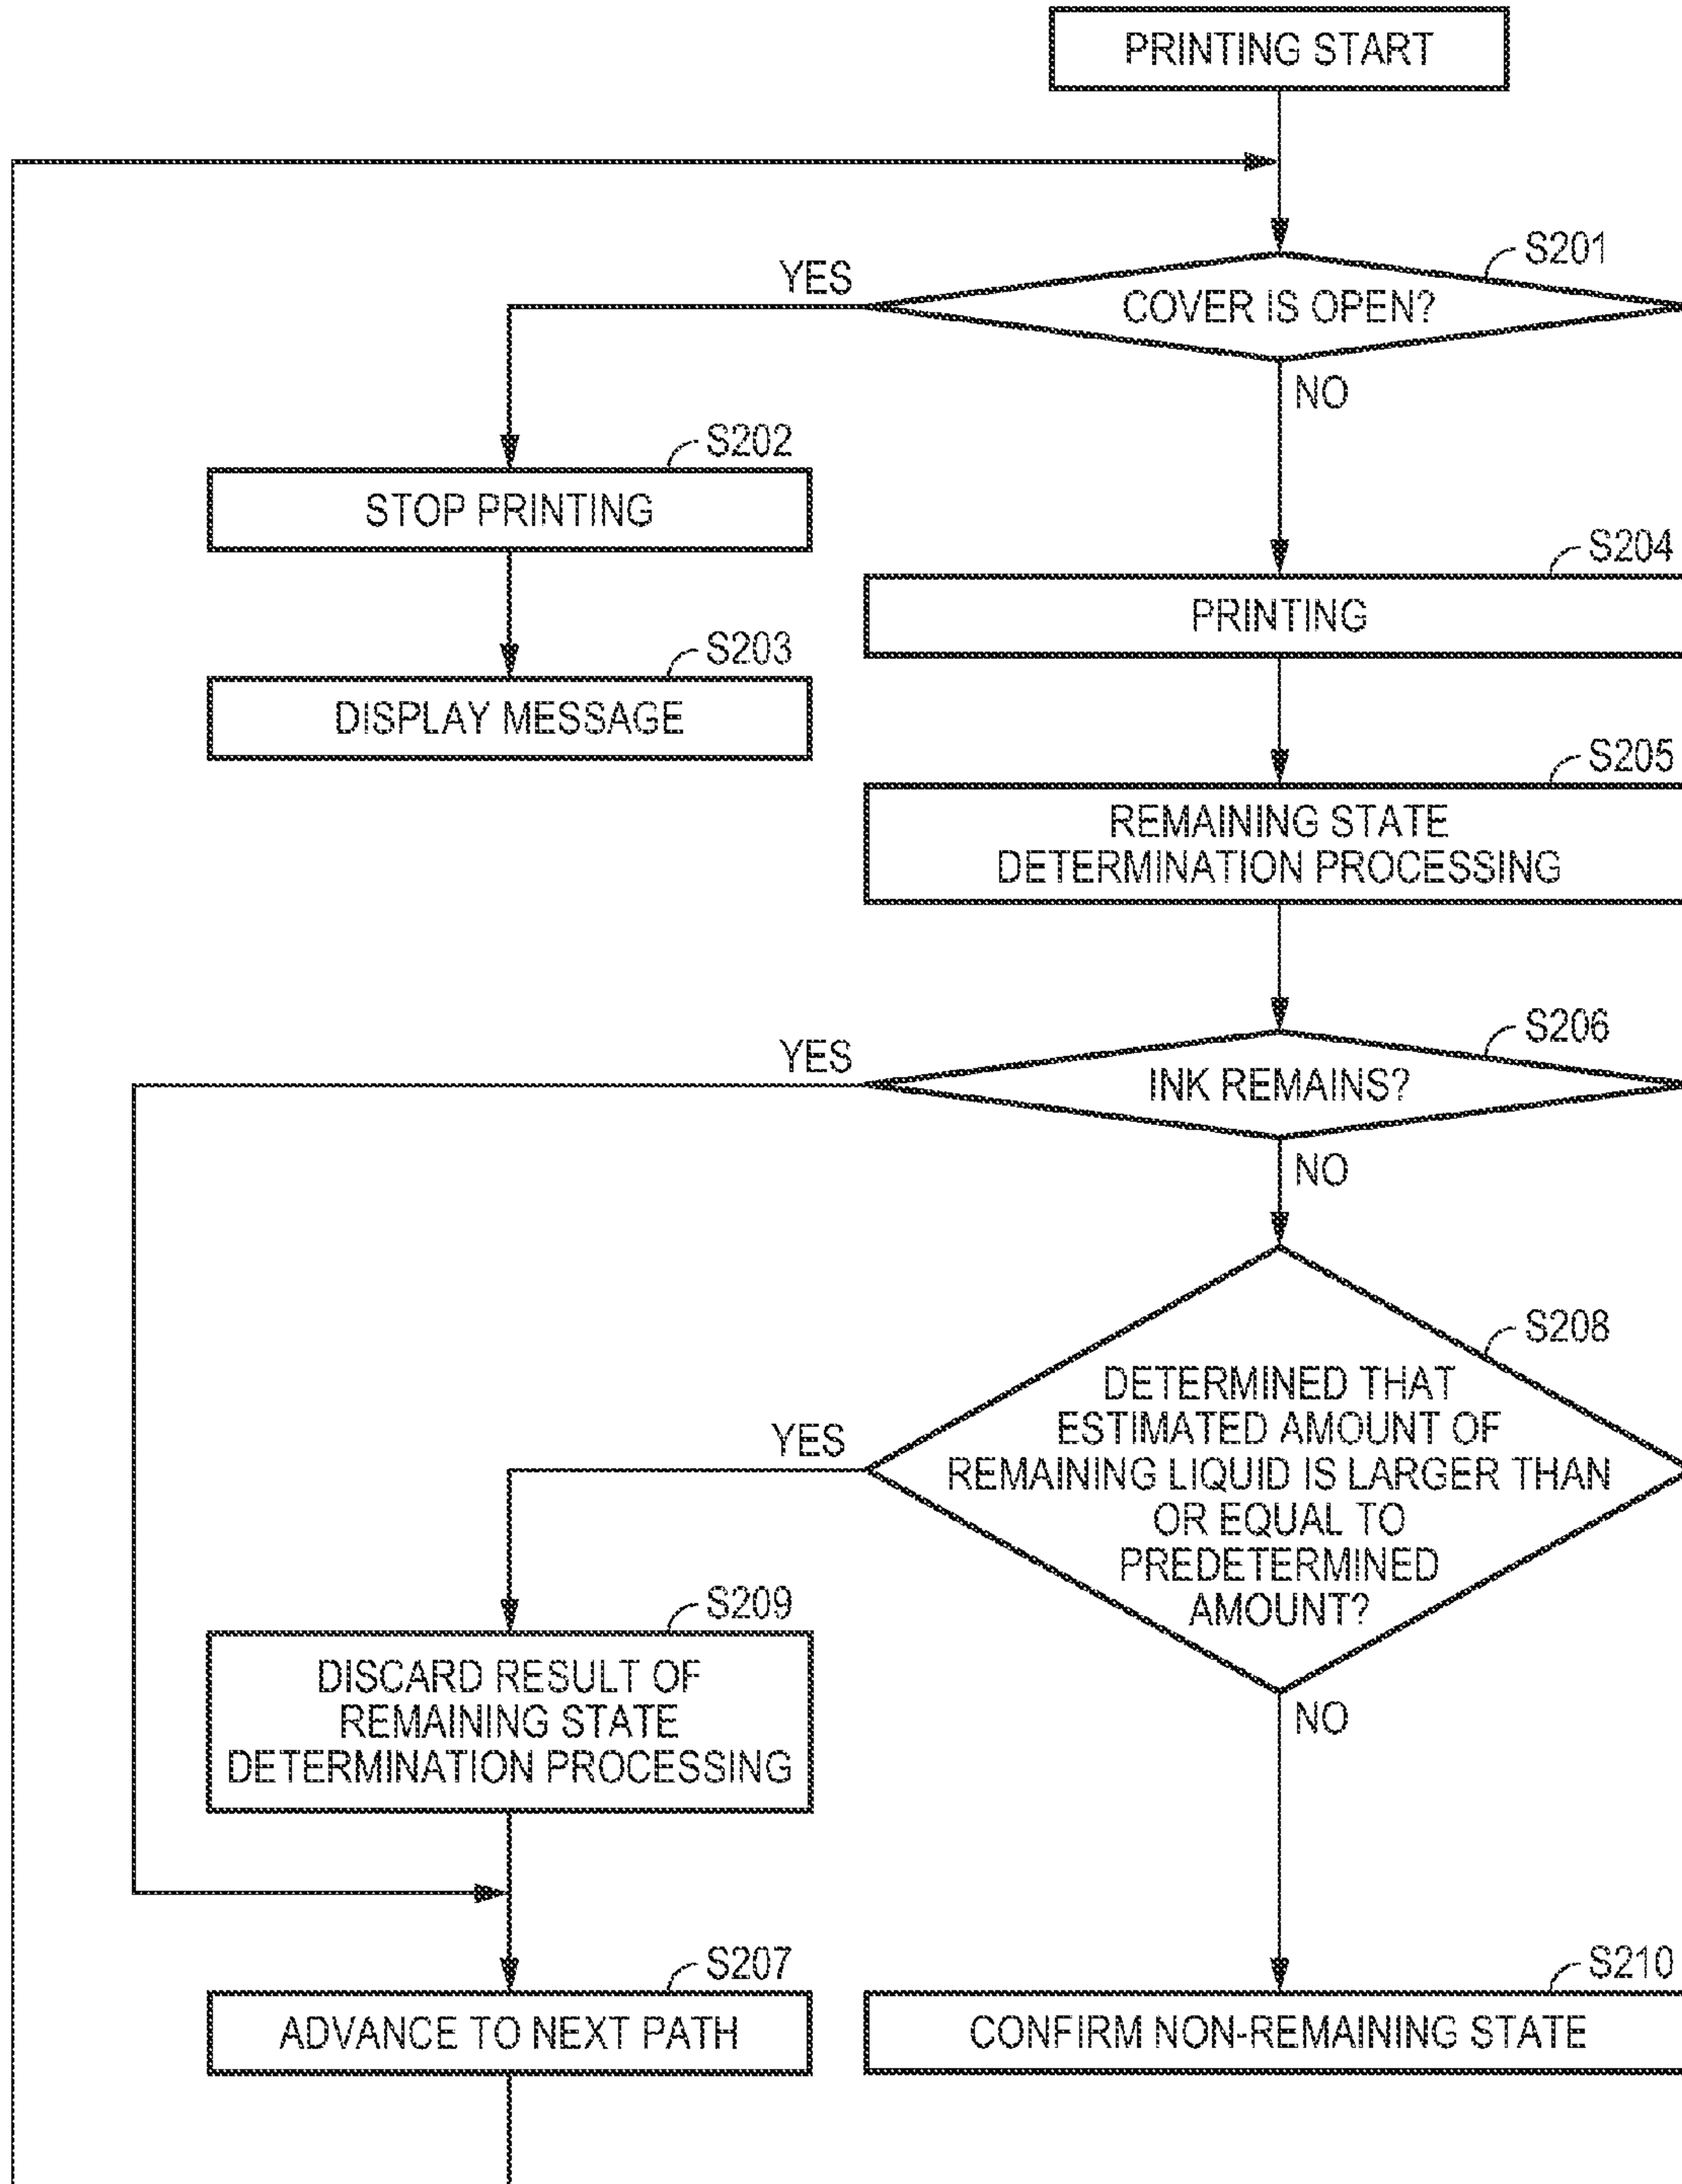 PRINTING START
S201
YES
COVER IS OPEN?
NO
S202
STOP PRINTING
S204
PRINTING
S203
DISPLAY MESSAGE
S205
REMAINING STATE
DETERMINATION PROCESSING
S206
YES
INK REMAINS?
NO
S208
DETERMINED THAT
ESTIMATED AMOUNT OF
YES
REMAINING LIQUID IS LARGER THAN
OR EQUAL TO
PREDETERMINED
AMOUNT?
S209
DISCARD RESULT OF
REMAINING STATE
DETERMINATION PROCESSING
NO
S207
ADVANCE TO NEXT PATH
S210
CONFIRM NON-REMAINING STATE